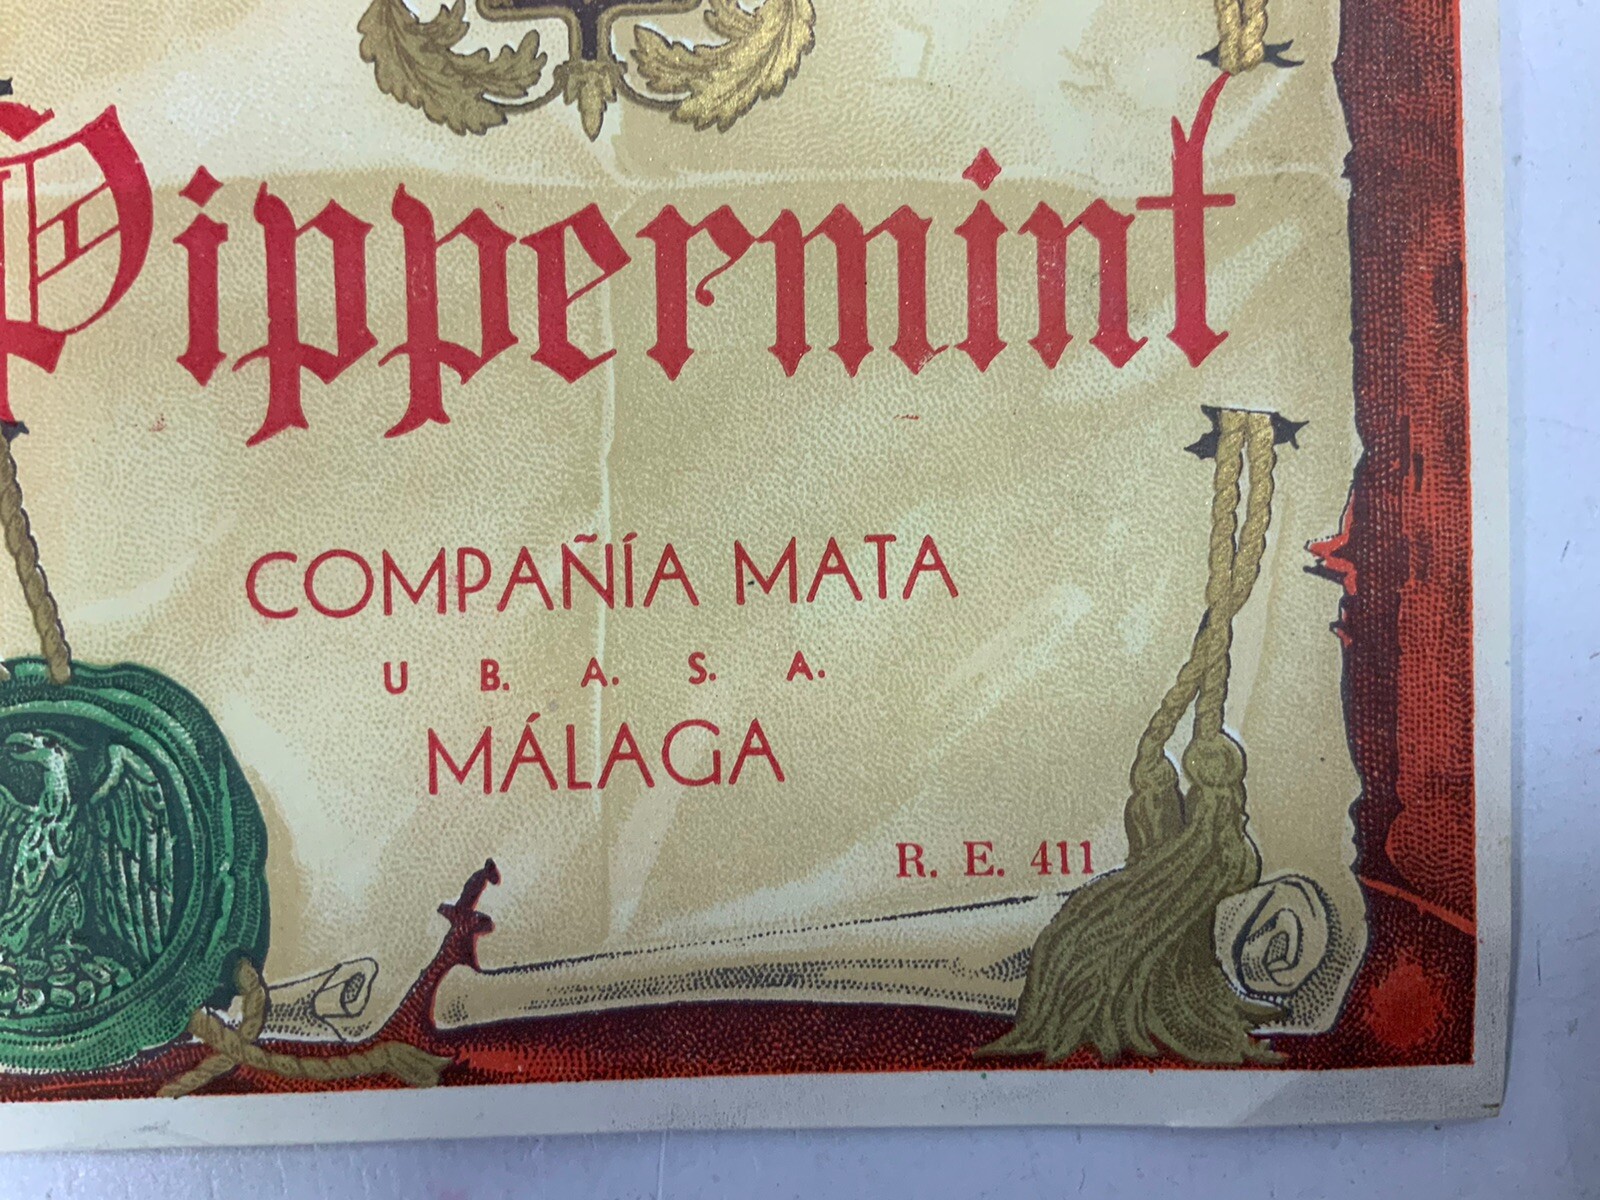 Pippermint
COMPAÑÍA MATA
U B. A. S. A.
MÁLAGA
R. E. 411